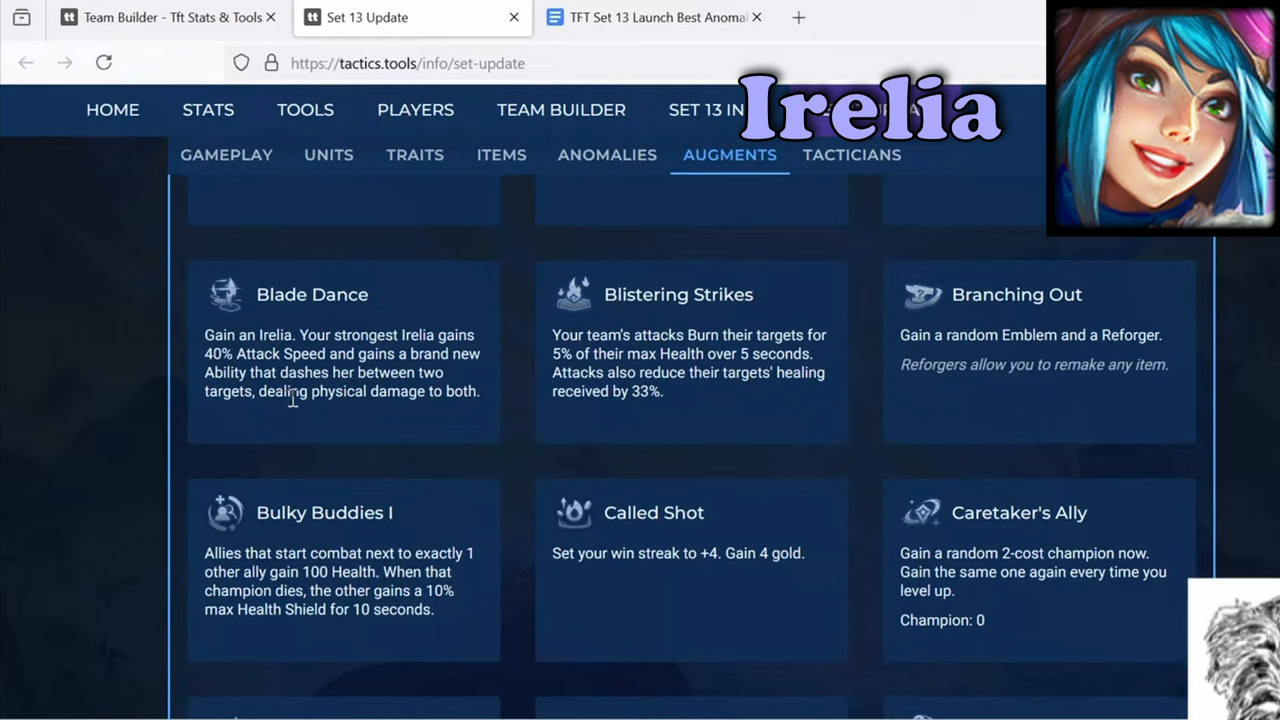 Team Builder - Tft Stats & Tools
Set 13 Update
TFT Set 13 Launch Best Anomal
https://tactics.tools/info/set-update
Irelia
HOME STATS TOOLS PLAYERS TEAM BUILDER SET 13 IN
GAMEPLAY UNITS TRAITS ITEMS ANOMALIES AUGMENTS TACTICIANS
Blade Dance
Gain an Irelia. Your strongest Irelia gains
40% Attack Speed and gains a brand new
Ability that dashes her between two
targets, dealing physical damage to both.
Blistering Strikes
Your team's attacks Burn their targets for
5% of their max Health over 5 seconds.
Attacks also reduce their targets' healing
received by 33%.
Branching Out
Gain a random Emblem and a Reforger.
Reforgers allow you to remake any item.
Bulky Buddies I
Allies that start combat next to exactly 1
other ally gain 100 Health. When that
champion dies, the other gains a 10%
max Health Shield for 10 seconds.
Called Shot
Set your win streak to +4. Gain 4 gold.
Caretaker's Ally
Gain a random 2-cost champion now.
Gain the same one again every time you
level up.
Champion: 0